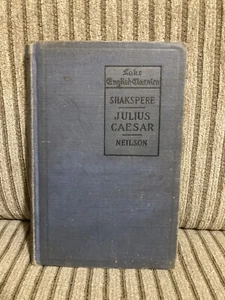 Lake
English Classics
SHAKSPERE
JULIUS
CAESAR
NEILSON